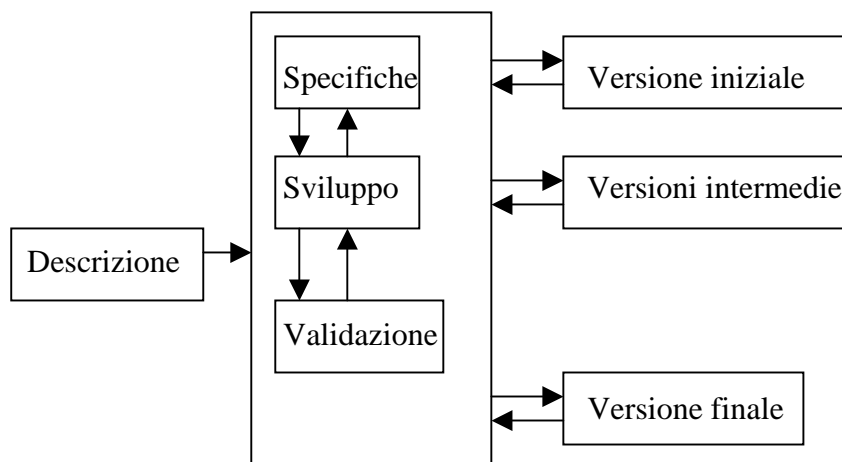 Specifiche
Versione iniziale
Sviluppo
Versioni intermedie
Descrizione
Validazione
Versione finale